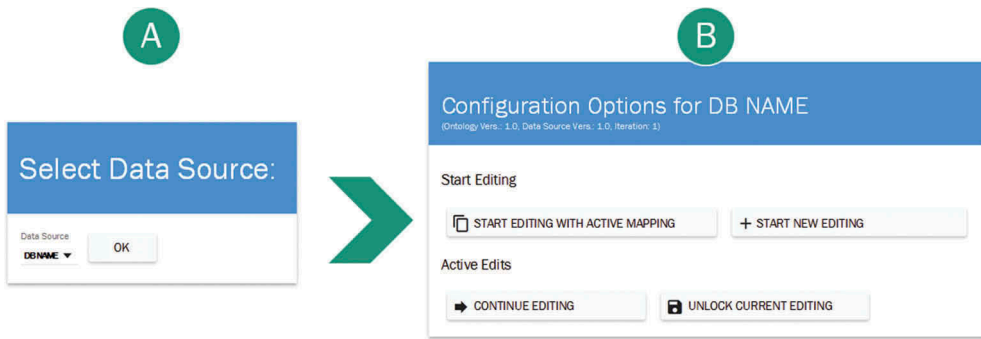 A
Select Data Source:
Data Source
DB NAME
OK
B
Configuration Options for DB NAME
(Ontology Vers.: 1.0, Data Source Vers.: 1.0, Iteration: 1)
Start Editing
START EDITING WITH ACTIVE MAPPING
+ START NEW EDITING
Active Edits
CONTINUE EDITING
UNLOCK CURRENT EDITING